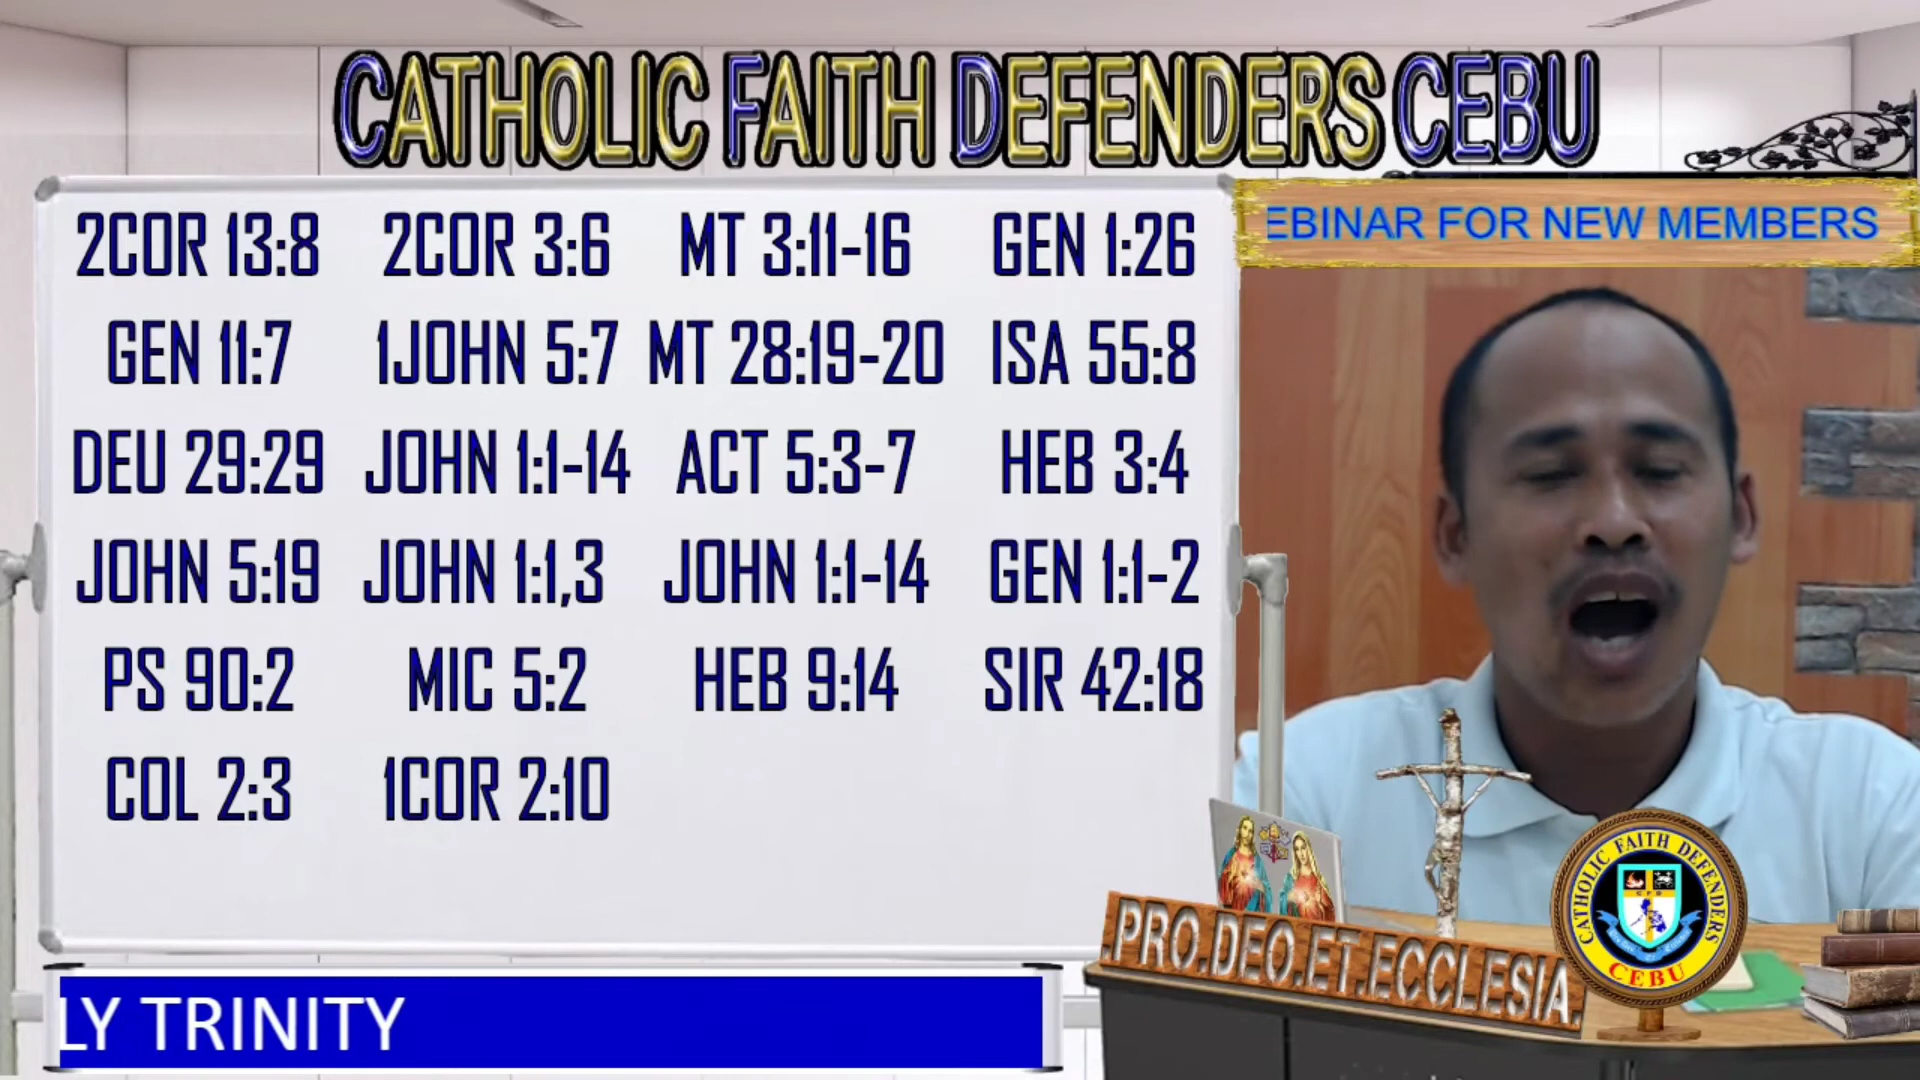 CATHOLIC FAITH DEFENDERS CEBU
EBINAR FOR NEW MEMBERS
2COR 13:8 2COR 3:6 MT 3:11-16 GEN 1:26
GEN 11:7 1JOHN 5:7 MT 28:19-20 ISA 55:8
DEU 29:29 JOHN 1:1-14 ACT 5:3-7 HEB 3:4
JOHN 5:19 JOHN 1:1,3 JOHN 1:1-14 GEN 1:1-2
PS 90:2 MIC 5:2 HEB 9:14 SIR 42:18
COL 2:3 1COR 2:10
.PRO.DEO.ET.ECCLESIA.
CATHOLIC FAITH DEFENDERS
CFD
CEBU
LY TRINITY